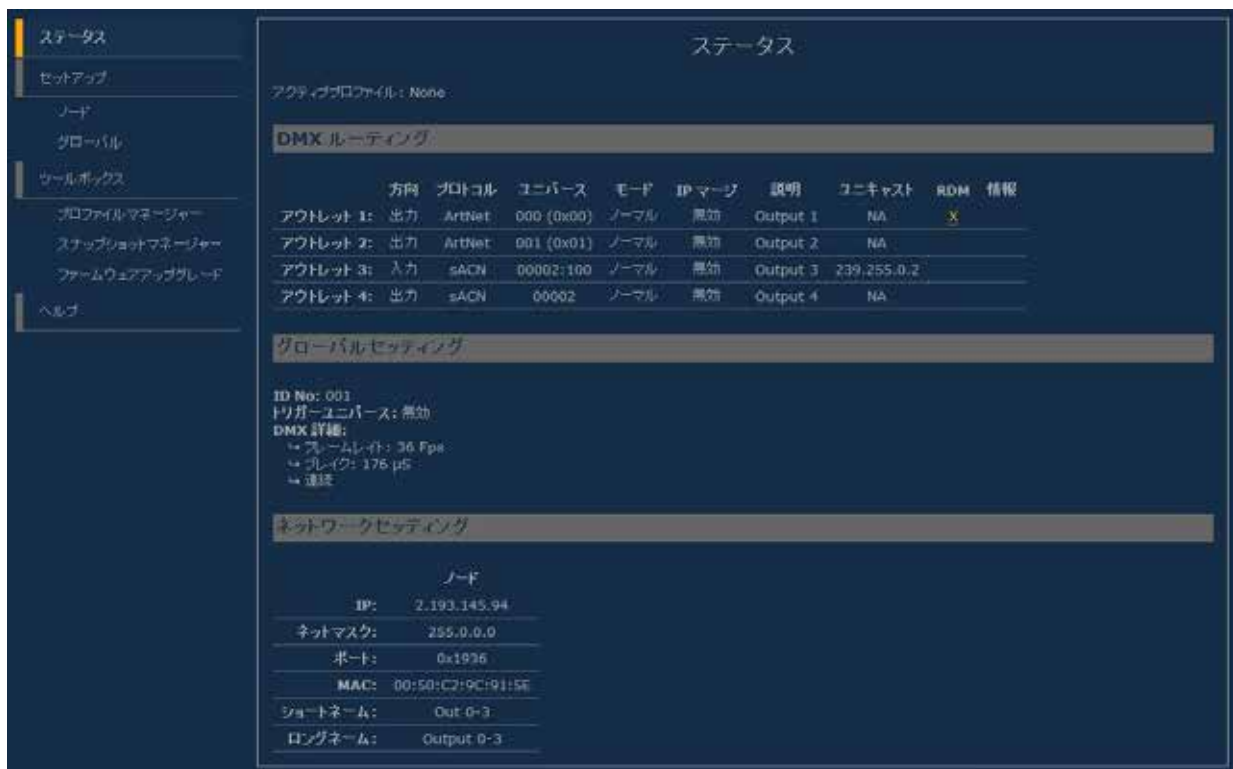 ステータス
セットアップ
ノード
グローバル
ツールボックス
プロファイルマネージャー
スナップショットマネージャー
ファームウェアアップグレード
ヘルプ
ステータス
アクティブプロファイル : None
DMX ルーティング
方向 プロトコル ユニバース モード IP マージ 説明 ユニキャスト RDM 情報
アウトレット 1: 出力 ArtNet 000 (0x00) ノーマル 無効 Output 1 NA X
アウトレット 2: 出力 ArtNet 001 (0x01) ノーマル 無効 Output 2 NA
アウトレット 3: 入力 sACN 00002:100 ノーマル 無効 Output 3 239.255.0.2
アウトレット 4: 出力 sACN 00002 ノーマル 無効 Output 4 NA
グローバルセッティング
ID No: 001
トリガーユニバース: 無効
DMX 詳細:
↪ フレームレイト: 36 Fps
↪ ブレイク: 176 µS
↪ 連続
ネットワークセッティング
ノード
IP: 2.193.145.94
ネットマスク: 255.0.0.0
ポート: 0x1936
MAC: 00:50:C2:9C:91:5E
ショートネーム: Out 0-3
ロングネーム: Output 0-3